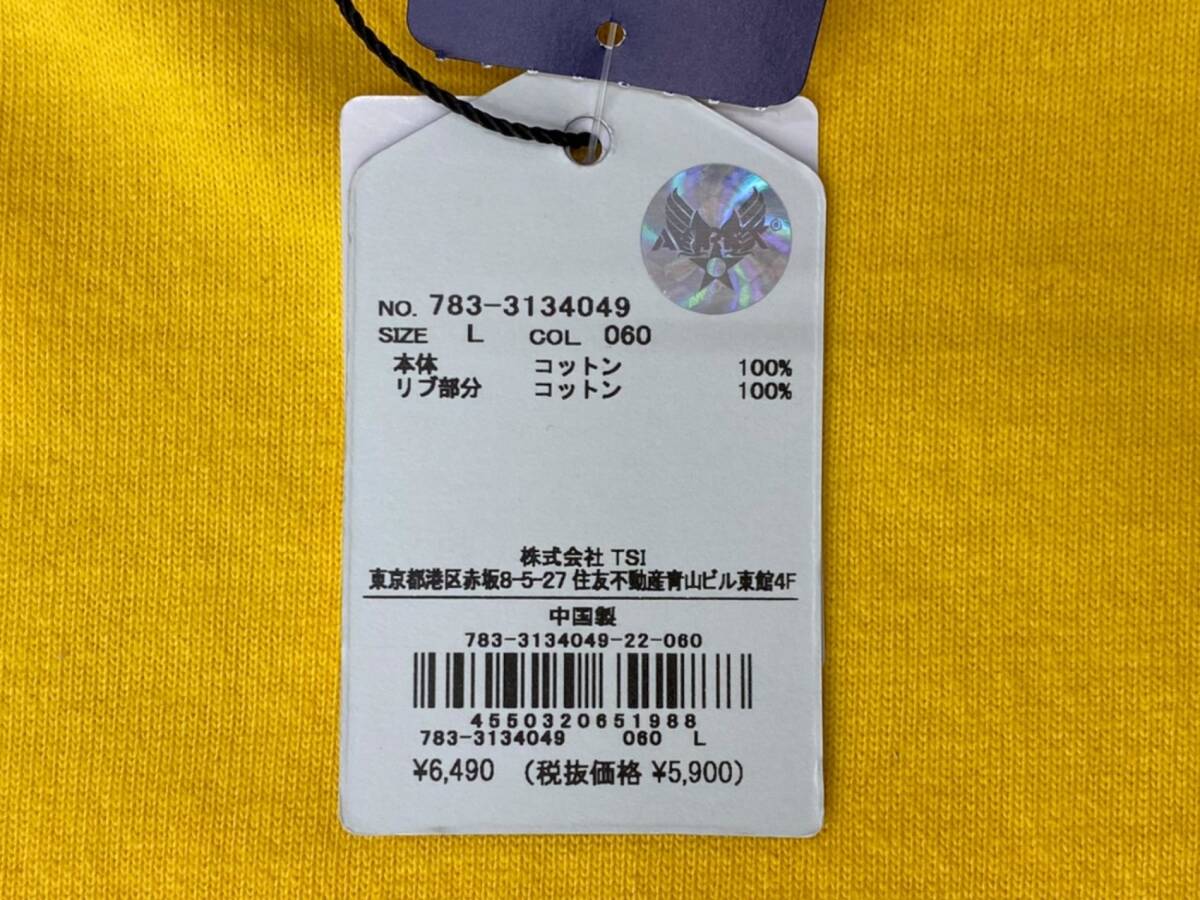 NO. 783-3134049
SIZE L COL 060
本体 コットン 100%
リブ部分 コットン 100%
株式会社 TSI
東京都港区赤坂8-5-27 住友不動産青山ビル東館4F
中国製
783-3134049-22-060
4550320651988
783-3134049 060 L
¥6,490 (税抜価格 ¥5,900)